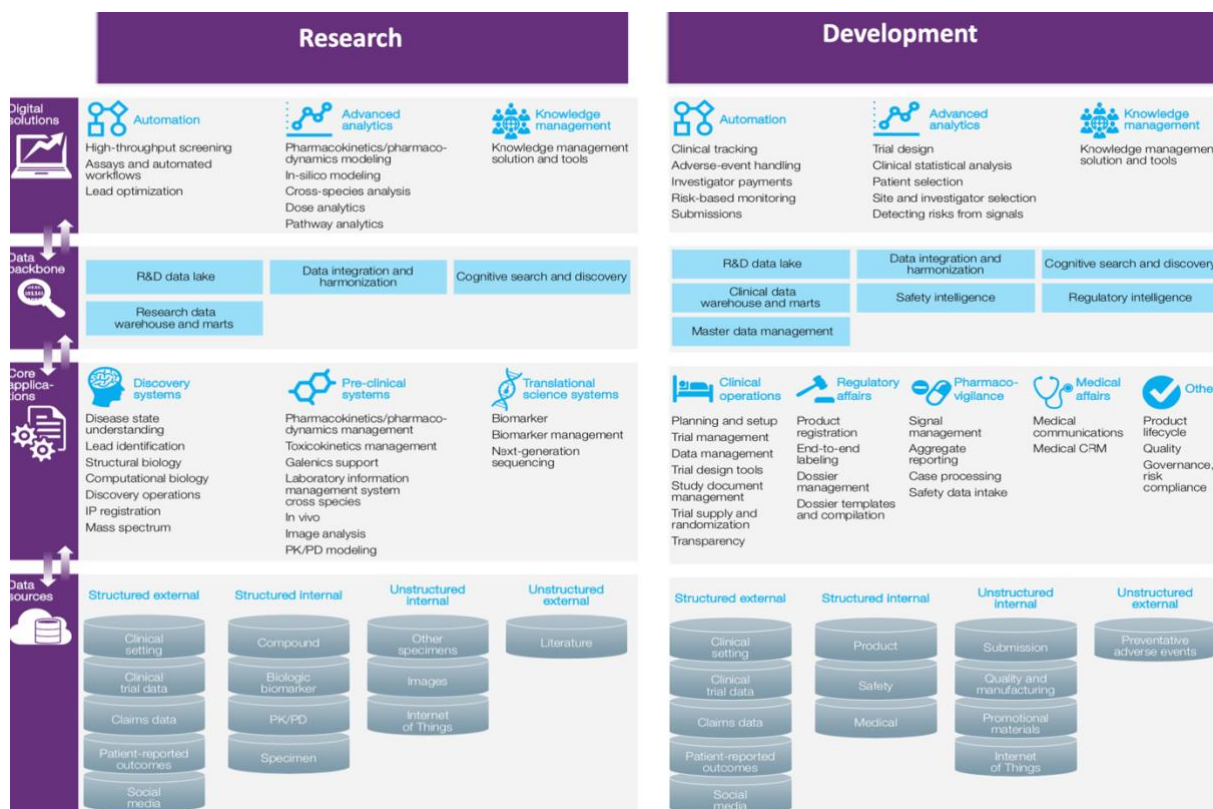 Research
Development
Digital
solutions
Automation
High-throughput screening
Assays and automated
workflows
Lead optimization
Advanced
analytics
Pharmacokinetics/pharmaco-
dynamics modeling
In-silico modeling
Cross-species analysis
Dose analytics
Pathway analytics
Knowledge
management
Knowledge management
solution and tools
Automation
Clinical tracking
Adverse-event handling
Investigator payments
Risk-based monitoring
Submissions
Advanced
analytics
Trial design
Clinical statistical analysis
Patient selection
Site and investigator selection
Detecting risks from signals
Knowledge
management
Knowledge management
solution and tools
Data
backbone
R&D data lake
Data integration and
harmonization
Cognitive search and discovery
Research data
warehouse and marts
R&D data lake
Data integration and
harmonization
Cognitive search and discovery
Clinical data
warehouse and marts
Safety intelligence
Regulatory intelligence
Master data management
Core
applica-
tions
Discovery
systems
Disease state
understanding
Lead identification
Structural biology
Computational biology
Discovery operations
IP registration
Mass spectrum
Pre-clinical
systems
Pharmacokinetics/pharmaco-
dynamics management
Toxicokinetics management
Galenics support
Laboratory information
management system
cross species
In vivo
Image analysis
PK/PD modeling
Translational
science systems
Biomarker
Biomarker management
Next-generation
sequencing
Clinical
operations
Planning and setup
Trial management
Data management
Trial design tools
Study document
management
Trial supply and
randomization
Transparency
Regulatory
affairs
Product
registration
End-to-end
labeling
Dossier
management
Dossier templates
and compilation
Pharmaco-
vigilance
Signal
management
Aggregate
reporting
Case processing
Safety data intake
Medical
affairs
Medical
communications
Medical CRM
Other
Product
lifecycle
Quality
Governance,
risk
compliance
Data
sources
Structured external
Clinical
setting
Clinical
trial data
Claims data
Patient-reported
outcomes
Social
media
Structured internal
Compound
Biologic
biomarker
PK/PD
Specimen
Unstructured
internal
Other
specimens
Images
Internet
of Things
Unstructured
external
Literature
Structured external
Clinical
setting
Clinical
trial data
Claims data
Patient-reported
outcomes
Social
media
Structured internal
Product
Safety
Medical
Unstructured
internal
Submission
Quality and
manufacturing
Promotional
materials
Internet
of Things
Unstructured
external
Preventative
adverse events